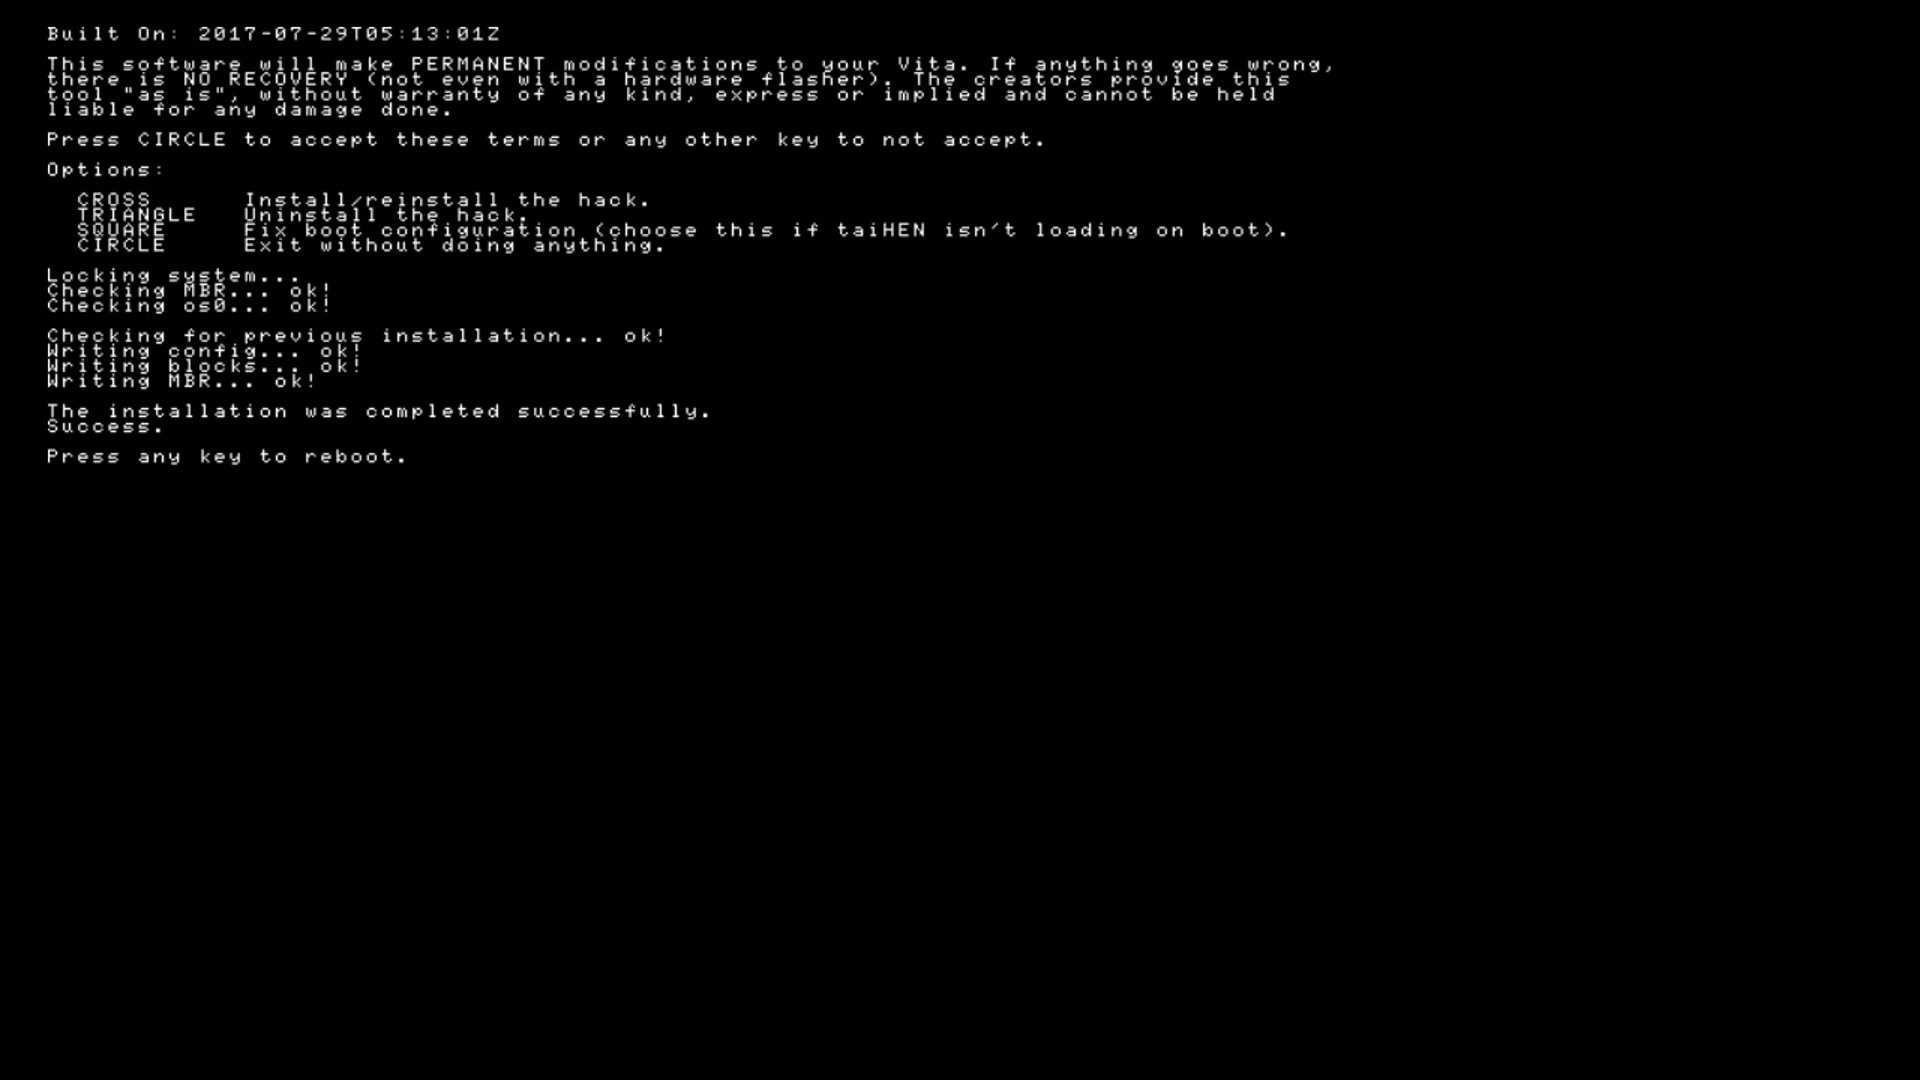 Built On: 2017-07-29T05:13:01Z
This software will make PERMANENT modifications to your Vita. If anything goes wrong,
there is NO RECOVERY (not even with a hardware flasher). The creators provide this
tool "as is", without warranty of any kind, express or implied and cannot be held
liable for any damage done.
Press CIRCLE to accept these terms or any other key to not accept.
Options:
CROSS Install/reinstall the hack.
TRIANGLE Uninstall the hack.
SQUARE Fix boot configuration (choose this if taiHEN isn't loading on boot).
CIRCLE Exit without doing anything.
Locking system...
Checking MBR... ok!
Checking os0... ok!
Checking for previous installation... ok!
Writing config... ok!
Writing blocks... ok!
Writing MBR... ok!
The installation was completed successfully.
Success.
Press any key to reboot.